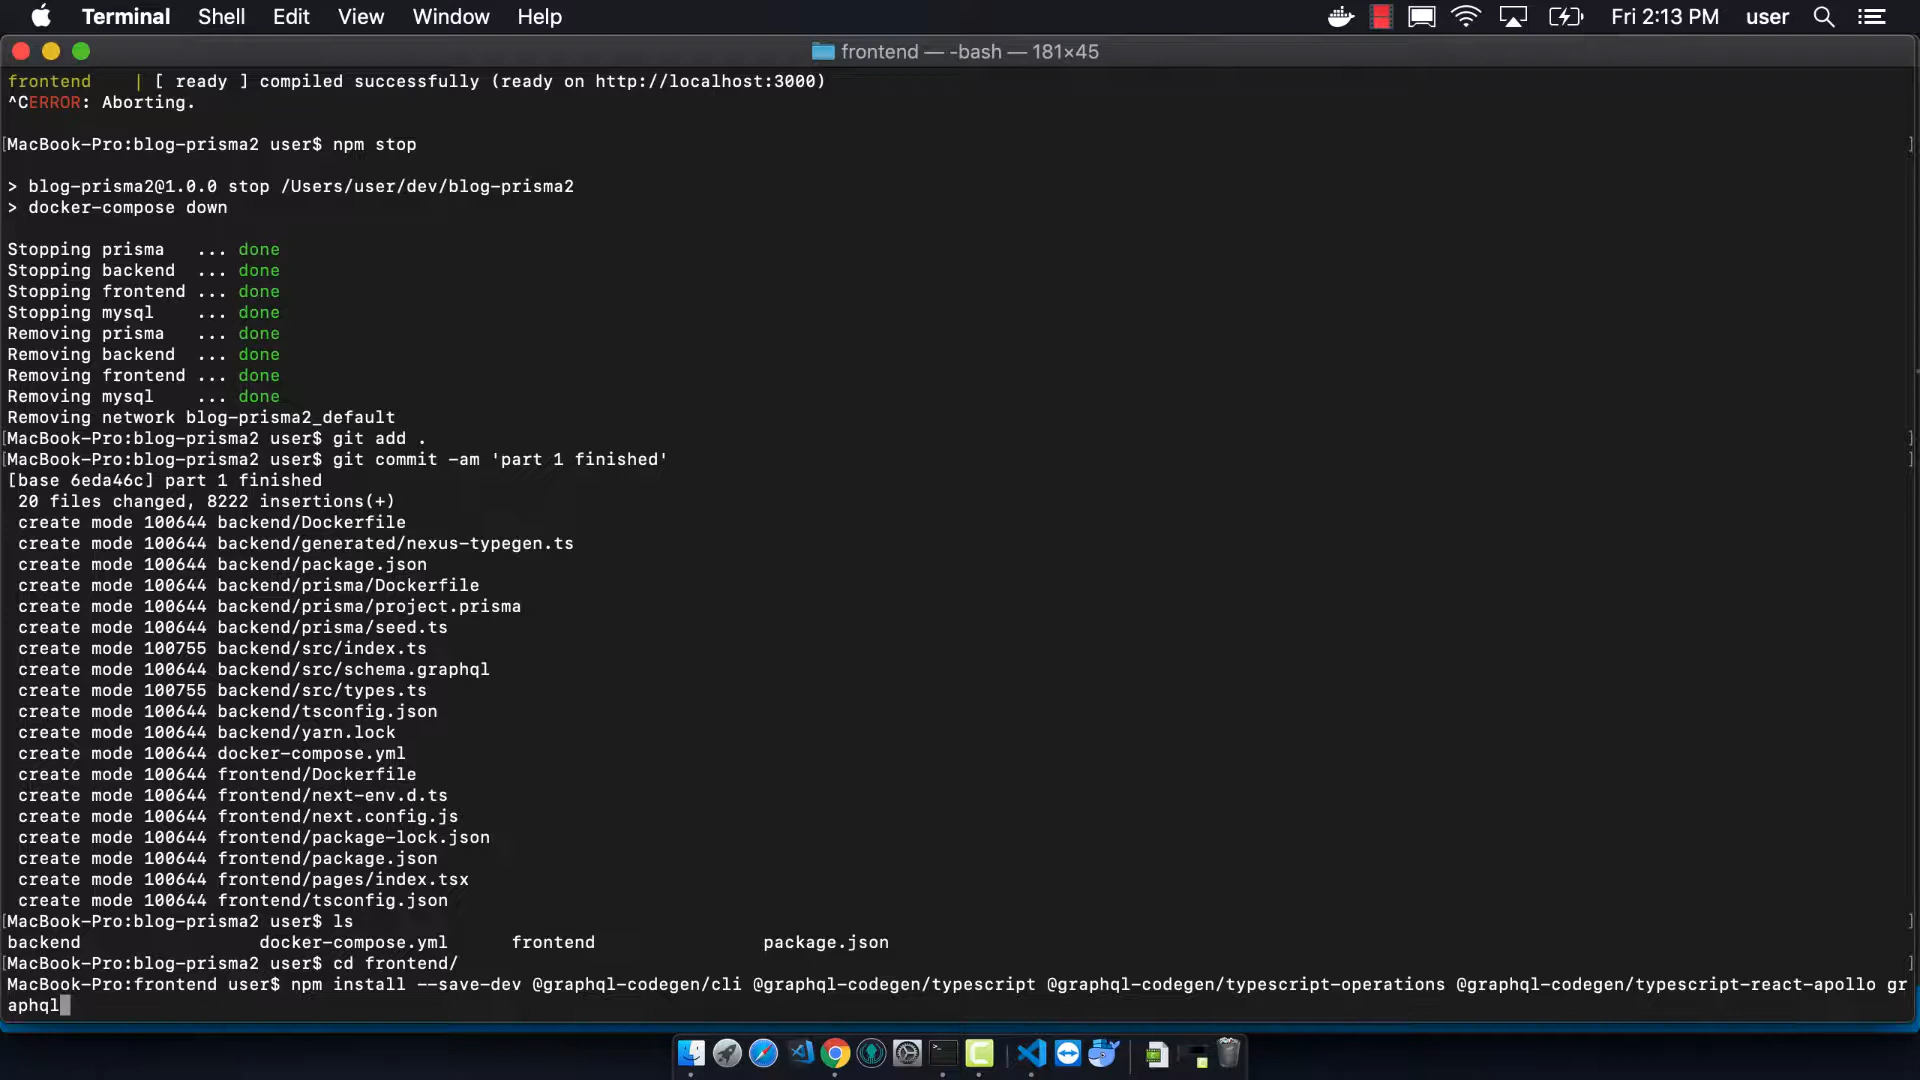 Terminal Shell Edit View Window Help Fri 2:13 PM user
frontend — -bash — 181×45
frontend    | [ ready ] compiled successfully (ready on http://localhost:3000)
^CERROR: Aborting.
[MacBook-Pro:blog-prisma2 user$ npm stop ]
> blog-prisma2@1.0.0 stop /Users/user/dev/blog-prisma2
> docker-compose down
Stopping prisma   ... done
Stopping backend  ... done
Stopping frontend ... done
Stopping mysql    ... done
Removing prisma   ... done
Removing backend  ... done
Removing frontend ... done
Removing mysql    ... done
Removing network blog-prisma2_default
[MacBook-Pro:blog-prisma2 user$ git add . ]
[MacBook-Pro:blog-prisma2 user$ git commit -am 'part 1 finished' ]
[base 6eda46c] part 1 finished
 20 files changed, 8222 insertions(+)
 create mode 100644 backend/Dockerfile
 create mode 100644 backend/generated/nexus-typegen.ts
 create mode 100644 backend/package.json
 create mode 100644 backend/prisma/Dockerfile
 create mode 100644 backend/prisma/project.prisma
 create mode 100644 backend/prisma/seed.ts
 create mode 100755 backend/src/index.ts
 create mode 100644 backend/src/schema.graphql
 create mode 100755 backend/src/types.ts
 create mode 100644 backend/tsconfig.json
 create mode 100644 backend/yarn.lock
 create mode 100644 docker-compose.yml
 create mode 100644 frontend/Dockerfile
 create mode 100644 frontend/next-env.d.ts
 create mode 100644 frontend/next.config.js
 create mode 100644 frontend/package-lock.json
 create mode 100644 frontend/package.json
 create mode 100644 frontend/pages/index.tsx
 create mode 100644 frontend/tsconfig.json
[MacBook-Pro:blog-prisma2 user$ ls ]
backend docker-compose.yml frontend package.json
[MacBook-Pro:blog-prisma2 user$ cd frontend/ ]
MacBook-Pro:frontend user$ npm install --save-dev @graphql-codegen/cli @graphql-codegen/typescript @graphql-codegen/typescript-operations @graphql-codegen/typescript-react-apollo gr
aphql